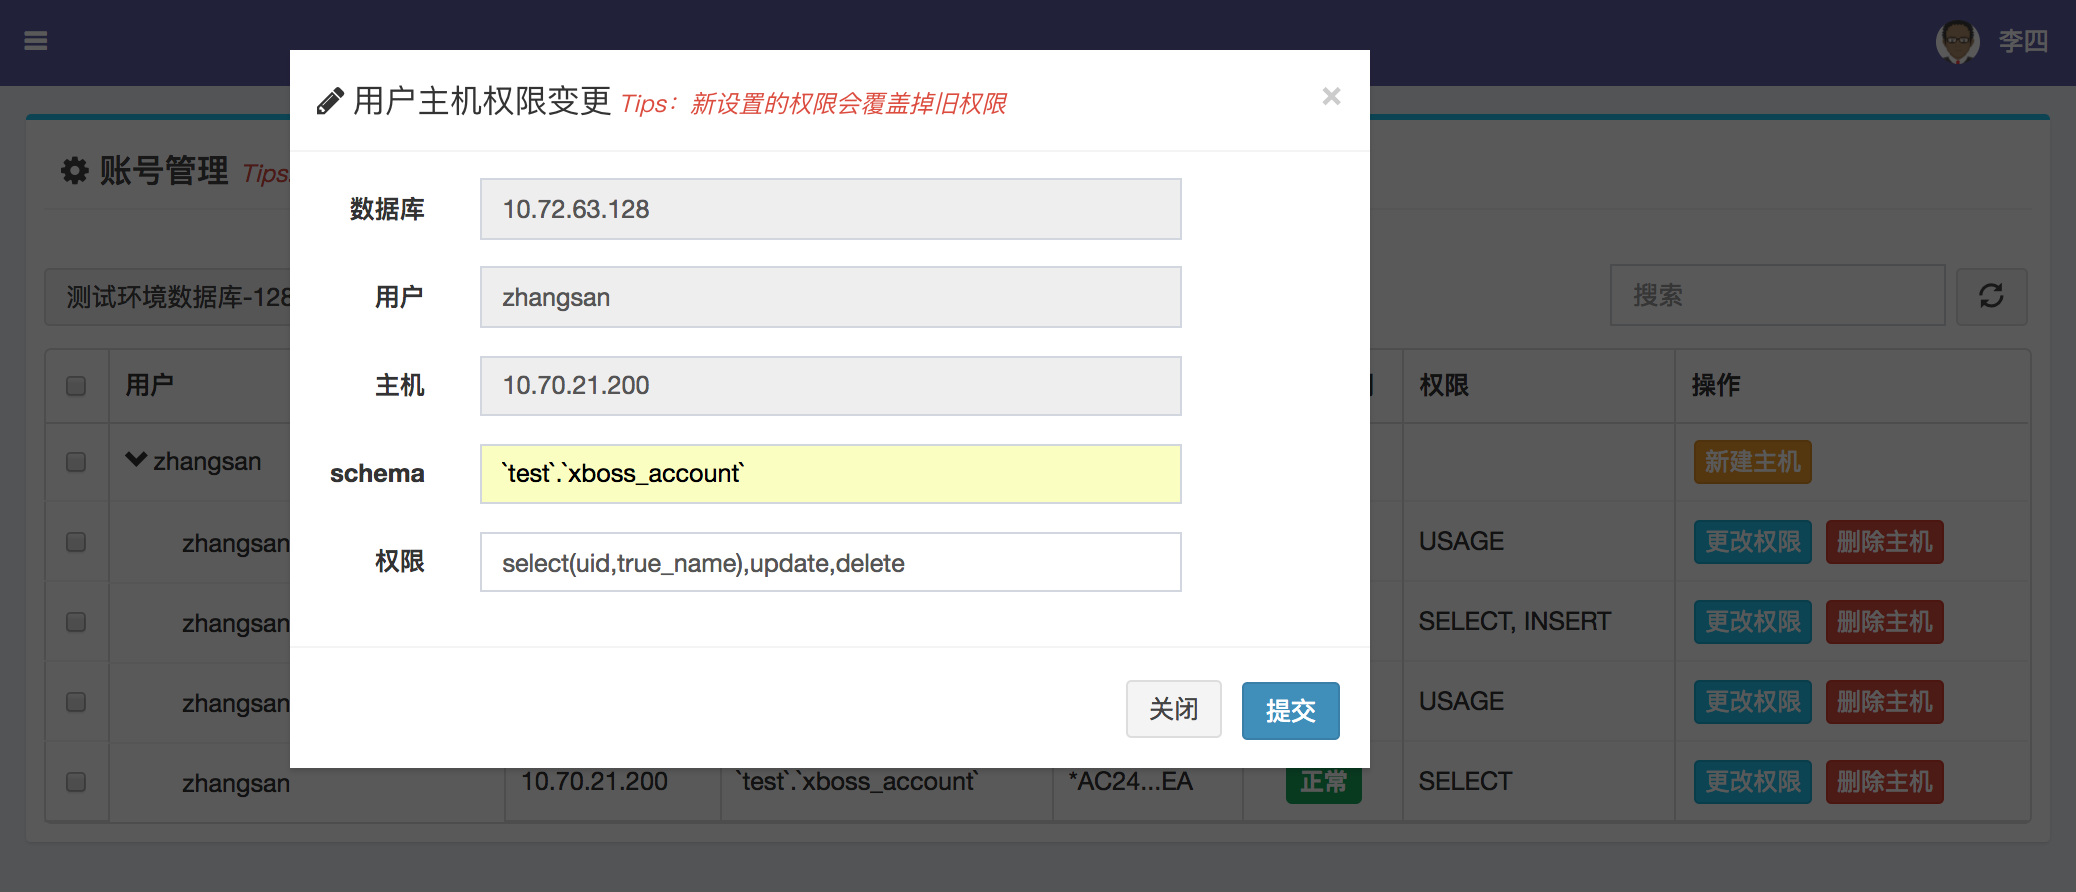 李四
用户主机权限变更 Tips：新设置的权限会覆盖掉旧权限 ×
账号管理 Tips:
数据库 10.72.63.128
用户 zhangsan
测试环境数据库-128
搜索
主机 10.70.21.200
用户 权限 操作
schema `test`.`xboss_account`
zhangsan 新建主机
权限 select(uid,true_name),update,delete
zhangsan USAGE 更改权限 删除主机
zhangsan SELECT, INSERT 更改权限 删除主机
zhangsan USAGE 更改权限 删除主机
关闭 提交
zhangsan 10.70.21.200 `test`.`xboss_account` *AC24...EA 正常 SELECT 更改权限 删除主机